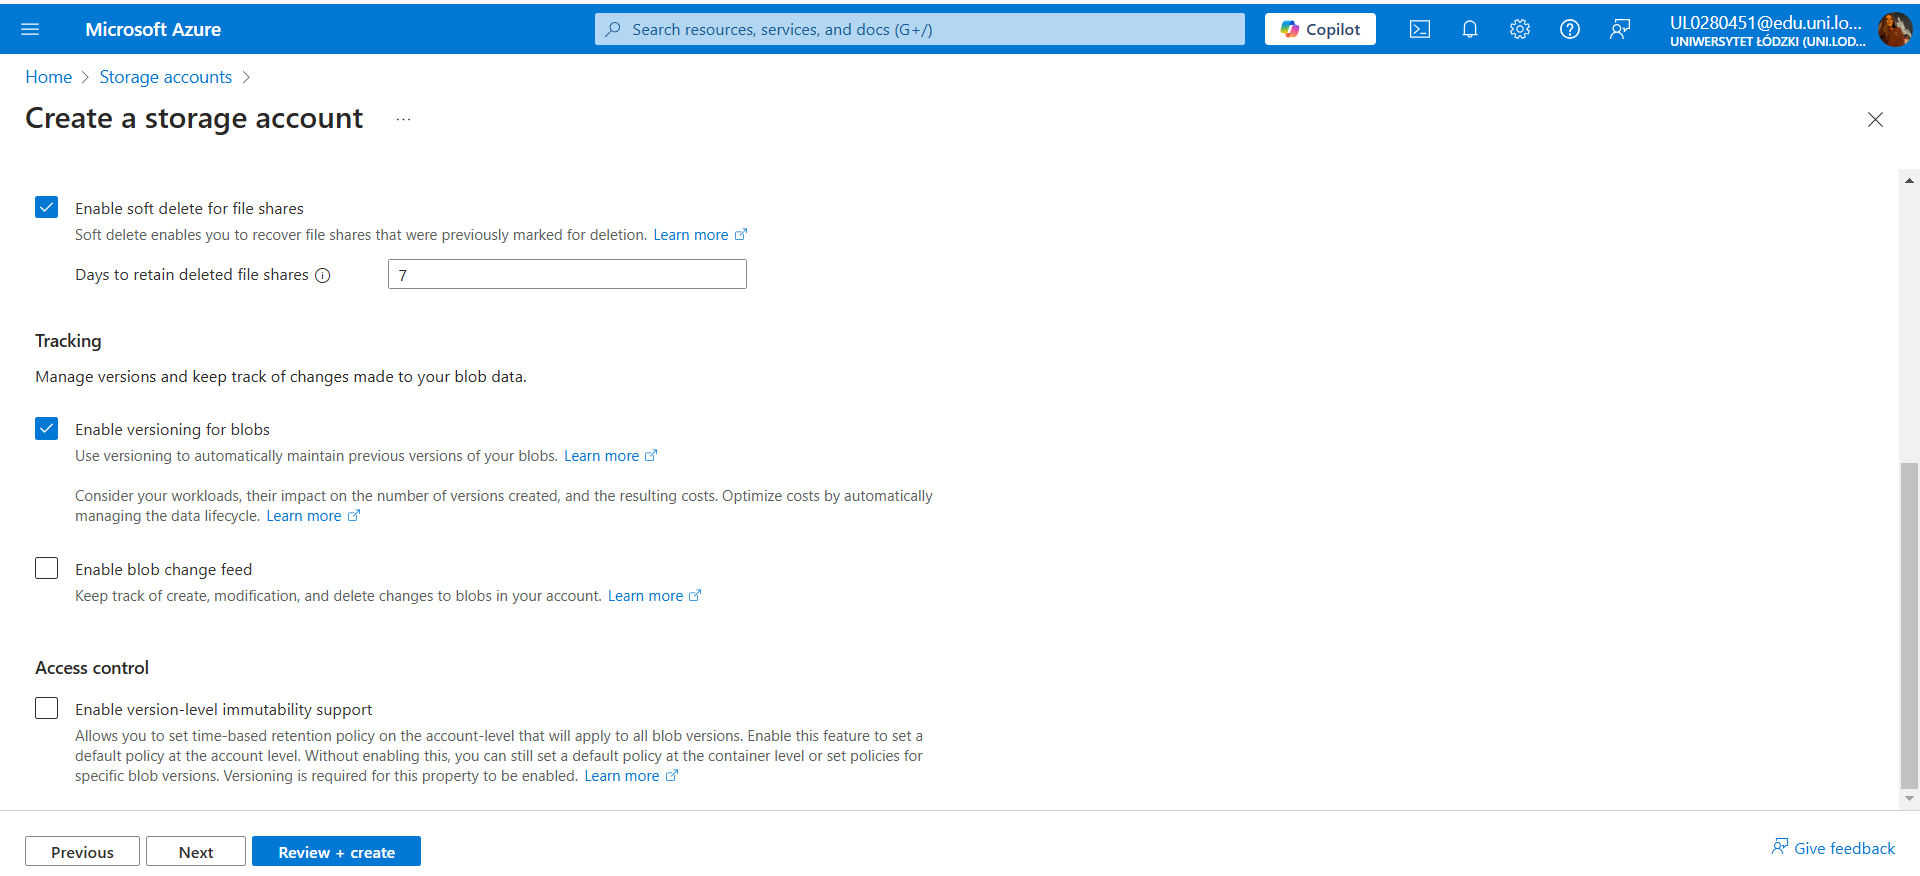 Microsoft Azure
Search resources, services, and docs (G+/)
Copilot
UL0280451@edu.uni.lo...
UNIWERSYTET ŁÓDZKI (UNI.LOD...
Home > Storage accounts >
Create a storage account ...
Enable soft delete for file shares
Soft delete enables you to recover file shares that were previously marked for deletion. Learn more
Days to retain deleted file shares
7
Tracking
Manage versions and keep track of changes made to your blob data.
Enable versioning for blobs
Use versioning to automatically maintain previous versions of your blobs. Learn more
Consider your workloads, their impact on the number of versions created, and the resulting costs. Optimize costs by automatically
managing the data lifecycle. Learn more
Enable blob change feed
Keep track of create, modification, and delete changes to blobs in your account. Learn more
Access control
Enable version-level immutability support
Allows you to set time-based retention policy on the account-level that will apply to all blob versions. Enable this feature to set a
default policy at the account level. Without enabling this, you can still set a default policy at the container level or set policies for
specific blob versions. Versioning is required for this property to be enabled. Learn more
Previous
Next
Review + create
Give feedback